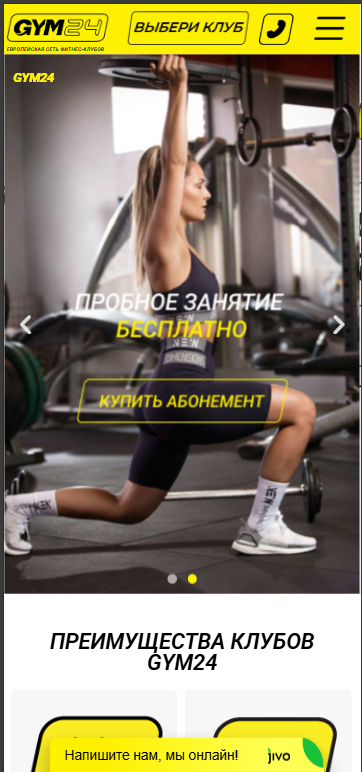 GYM24
ЕВРОПЕЙСКАЯ СЕТЬ ФИТНЕС-КЛУБОВ
ВЫБЕРИ КЛУБ
GYM24
ПРОБНОЕ ЗАНЯТИЕ
БЕСПЛАТНО
КУПИТЬ АБОНЕМЕНТ
ПРЕИМУЩЕСТВА КЛУБОВ
GYM24
Напишите нам, мы онлайн!
jivo